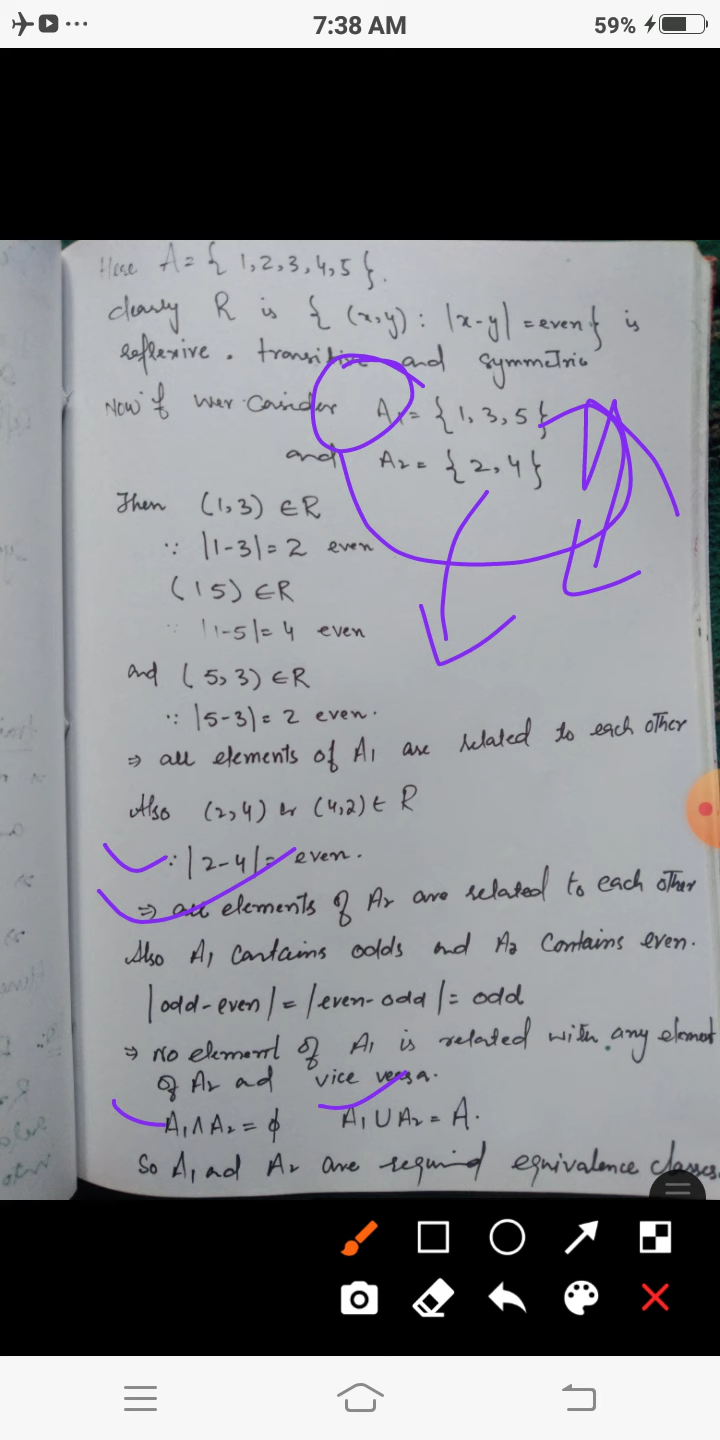 7:38 AM
59%
Here A = { 1, 2, 3, 4, 5 }.
clearly R is { (x, y) : |x-y| = even } is
reflexive, transitive and symmetric
Now if wer A1 = { 1, 3, 5 }
and A2 = { 2, 4 }
Then (1, 3) ∈ R
∵ |1-3| = 2 even
(1 5) ∈ R
∵ |1-5| = 4 even
and (5, 3) ∈ R
∵ |5-3| = 2 even.
⇒ all elements of A1 are related to each other
Also (2, 4) or (4, 2) ∈ R
∵ |2-4| = even.
⇒ all elements of A2 are related to each other
Also A1 contains odds and A2 contains even.
|odd-even| = |even-odd| = odd
⇒ No element of A1 is related with any element
of A2 ad vice versa.
A1 ∩ A2 = ϕ A1 ∪ A2 = A.
So A1 ad A2 are equivalence classes.